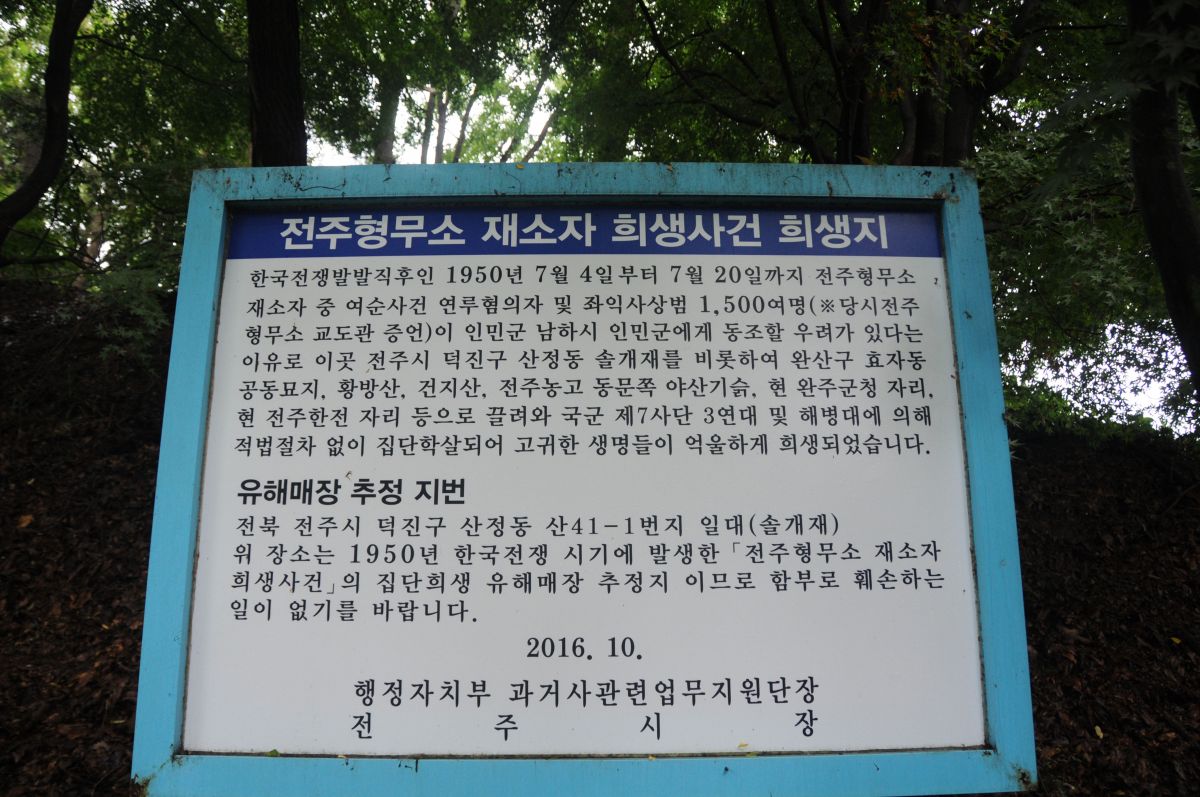 전주형무소 재소자 희생사건 희생지
한국전쟁발발직후인 1950년 7월 4일부터 7월 20일까지 전주형무소
재소자 중 여순사건 연루혐의자 및 좌익사상범 1,500여명(※당시전주
형무소 교도관 증언)이 인민군 남하시 인민군에게 동조할 우려가 있다는
이유로 이곳 전주시 덕진구 산정동 솔개재를 비롯하여 완산구 효자동
공동묘지, 황방산, 건지산, 전주농고 동문쪽 야산기슭, 현 완주군청 자리,
현 전주한전 자리 등으로 끌려와 국군 제7사단 3연대 및 해병대에 의해
적법절차 없이 집단학살되어 고귀한 생명들이 억울하게 희생되었습니다.
유해매장 추정 지번
전북 전주시 덕진구 산정동 산41-1번지 일대(솔개재)
위 장소는 1950년 한국전쟁 시기에 발생한 「전주형무소 재소자
희생사건」의 집단희생 유해매장 추정지 이므로 함부로 훼손하는
일이 없기를 바랍니다.
2016. 10.
행정자치부 과거사관련업무지원단장
전 주 시 장